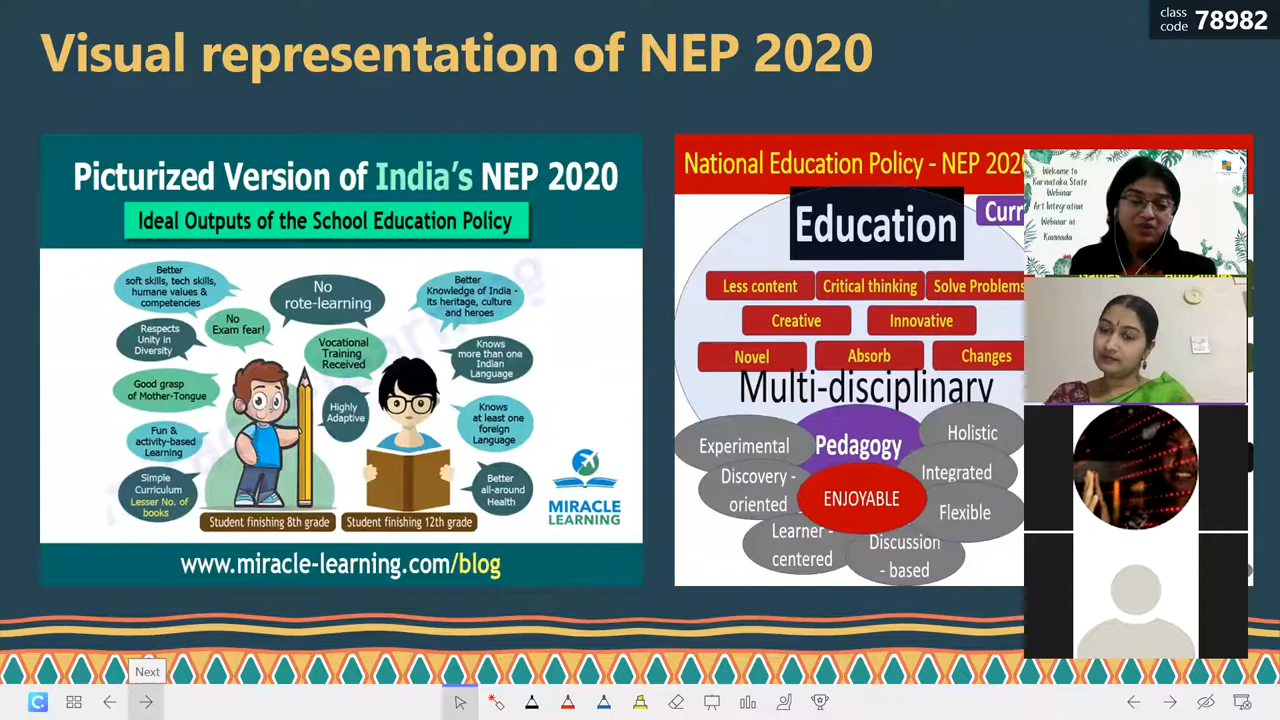 Visual representation of NEP 2020
class
code 78982
Picturized Version of India's NEP 2020
Ideal Outputs of the School Education Policy
Better
soft skills, tech skills,
humane values &
competencies
No
rote-learning
Better
Knowledge of India -
its heritage, culture
and heroes
Respects
Unity in
Diversity
No
Exam fear!
Vocational
Training
Received
Knows
more than one
Indian
Language
Good grasp
of Mother-Tongue
Highly
Adaptive
Knows
at least one
foreign
Language
Fun &
activity-based
Learning
Simple
Curriculum
Lesser No. of
books
Better
all-around
Health
MIRACLE
LEARNING
Student finishing 8th grade
Student finishing 12th grade
www.miracle-learning.com/blog
National Education Policy - NEP 202
Education
Curr
Less content
Critical thinking
Solve Problems
Creative
Innovative
Novel
Absorb
Changes
Multi-disciplinary
Experimental
Pedagogy
Holistic
Discovery -
oriented
ENJOYABLE
Integrated
Flexible
Learner -
centered
Discussion
- based
Welcome to
Karnataka State
Webinar
Art Integration
Webinar in
Kannada
Next